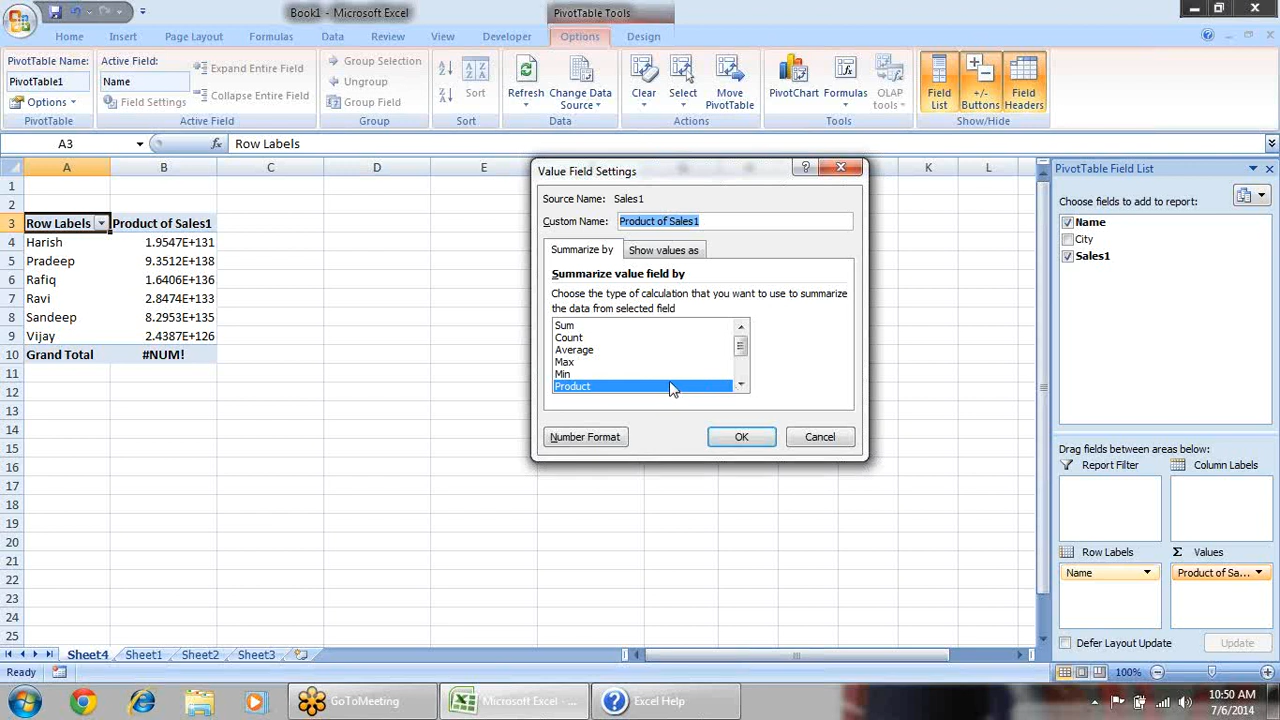 Book1 - Microsoft Excel
PivotTable Tools
Home Insert Page Layout Formulas Data Review View Developer Options Design
PivotTable Name:
PivotTable1
Options
PivotTable
Active Field:
Name
Field Settings
Expand Entire Field
Collapse Entire Field
Active Field
Group Selection
Ungroup
Group Field
Group
Sort
Sort
Refresh
Change Data Source
Data
Clear
Select
Move PivotTable
Actions
PivotChart
Formulas
OLAP tools
Tools
Field List
+/- Buttons
Field Headers
Show/Hide
A3 fx Row Labels
A B C D E K L
1
2
3 Row Labels Product of Sales1
4 Harish 1.9547E+131
5 Pradeep 9.3512E+138
6 Rafiq 1.6406E+136
7 Ravi 2.8474E+133
8 Sandeep 8.2953E+135
9 Vijay 2.4387E+126
10 Grand Total #NUM!
11
12
13
14
15
16
17
18
19
20
21
22
23
24
25
Value Field Settings
Source Name: Sales1
Custom Name: Product of Sales1
Summarize by Show values as
Summarize value field by
Choose the type of calculation that you want to use to summarize
the data from selected field
Sum
Count
Average
Max
Min
Product
Number Format OK Cancel
PivotTable Field List
Choose fields to add to report:
Name
City
Sales1
Drag fields between areas below:
Report Filter Column Labels
Row Labels Σ Values
Name Product of Sa...
Defer Layout Update Update
Sheet4 Sheet1 Sheet2 Sheet3
Ready 100%
GoToMeeting Microsoft Excel - ... Excel Help
10:50 AM
7/6/2014